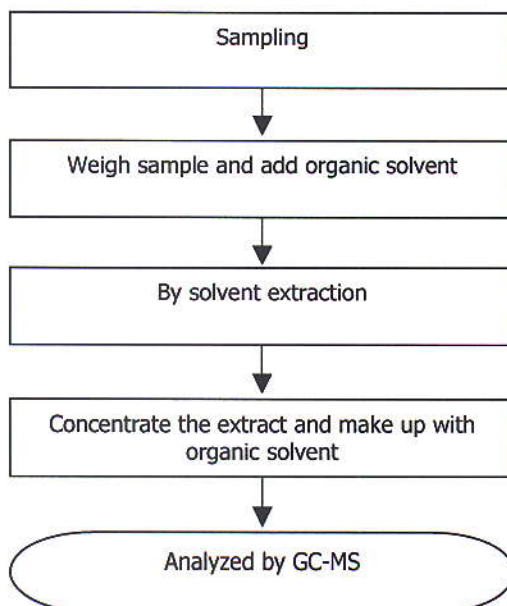 Sampling
Weigh sample and add organic solvent
By solvent extraction
Concentrate the extract and make up with
organic solvent
Analyzed by GC-MS